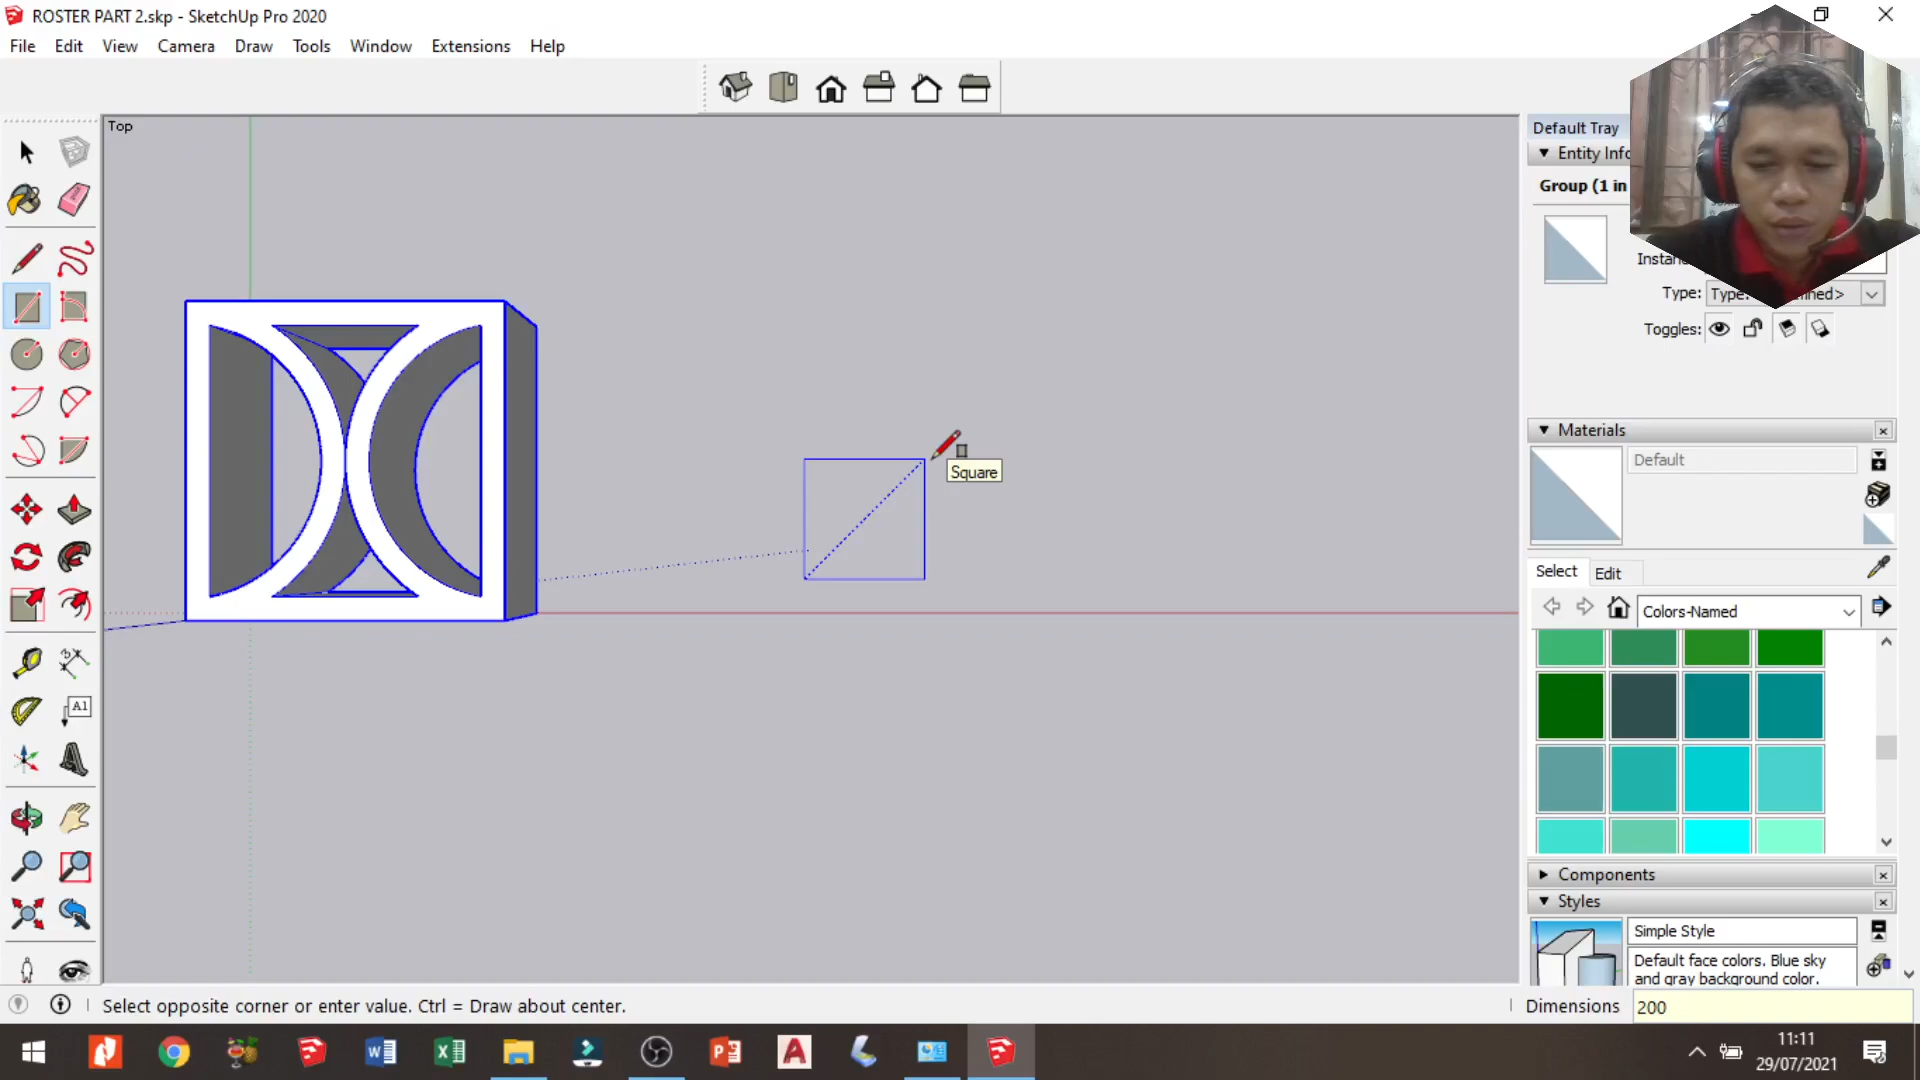 ROSTER PART 2.skp - SketchUp Pro 2020
File Edit View Camera Draw Tools Window Extensions Help
Top
Default Tray
Entity Info
Group (1 in
Instan
Type: Type:
Toggles:
Square
Materials
Default
Select Edit
Colors-Named
Components
Styles
Simple Style
Default face colors. Blue sky
and gray background color.
A1
Select opposite corner or enter value. Ctrl = Draw about center.
Dimensions 200
11:11
29/07/2021